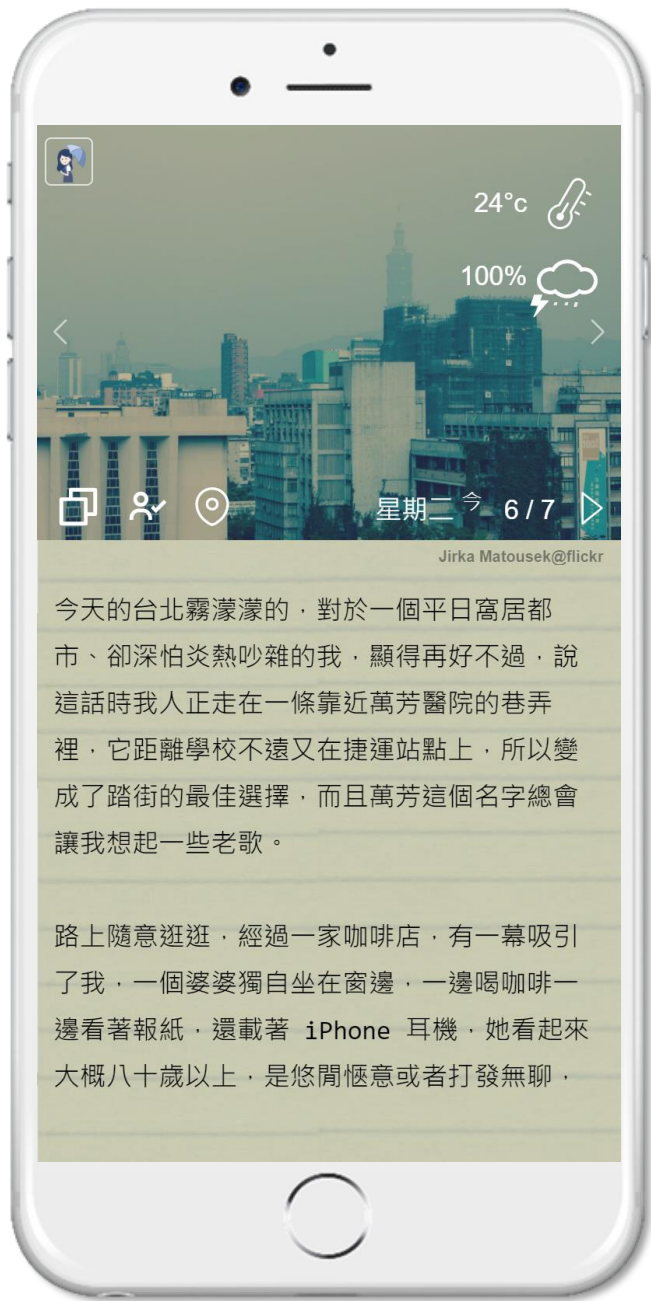 24°c
100%
星期二 今 6 / 7
Jirka Matousek@flickr
今天的台北霧濛濛的，對於一個平日窩居都
市、卻深怕炎熱吵雜的我，顯得再好不過，說
這話時我人正走在一條靠近萬芳醫院的巷弄
裡，它距離學校不遠又在捷運站點上，所以變
成了踏街的最佳選擇，而且萬芳這個名字總會
讓我想起一些老歌。
路上隨意逛逛，經過一家咖啡店，有一幕吸引
了我，一個婆婆獨自坐在窗邊，一邊喝咖啡一
邊看著報紙，還載著 iPhone 耳機，她看起來
大概八十歲以上，是悠閒愜意或者打發無聊，